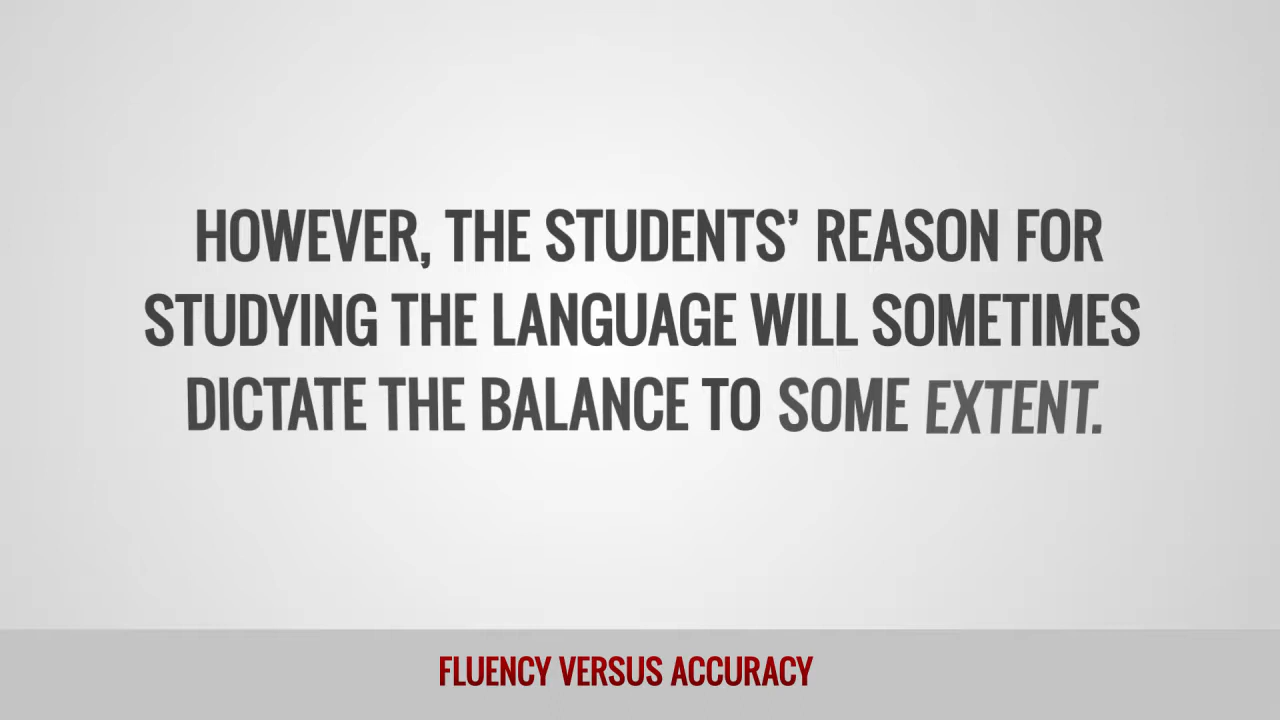 HOWEVER, THE STUDENTS’ REASON FOR
STUDYING THE LANGUAGE WILL SOMETIMES
DICTATE THE BALANCE TO SOME EXTENT.
FLUENCY VERSUS ACCURACY